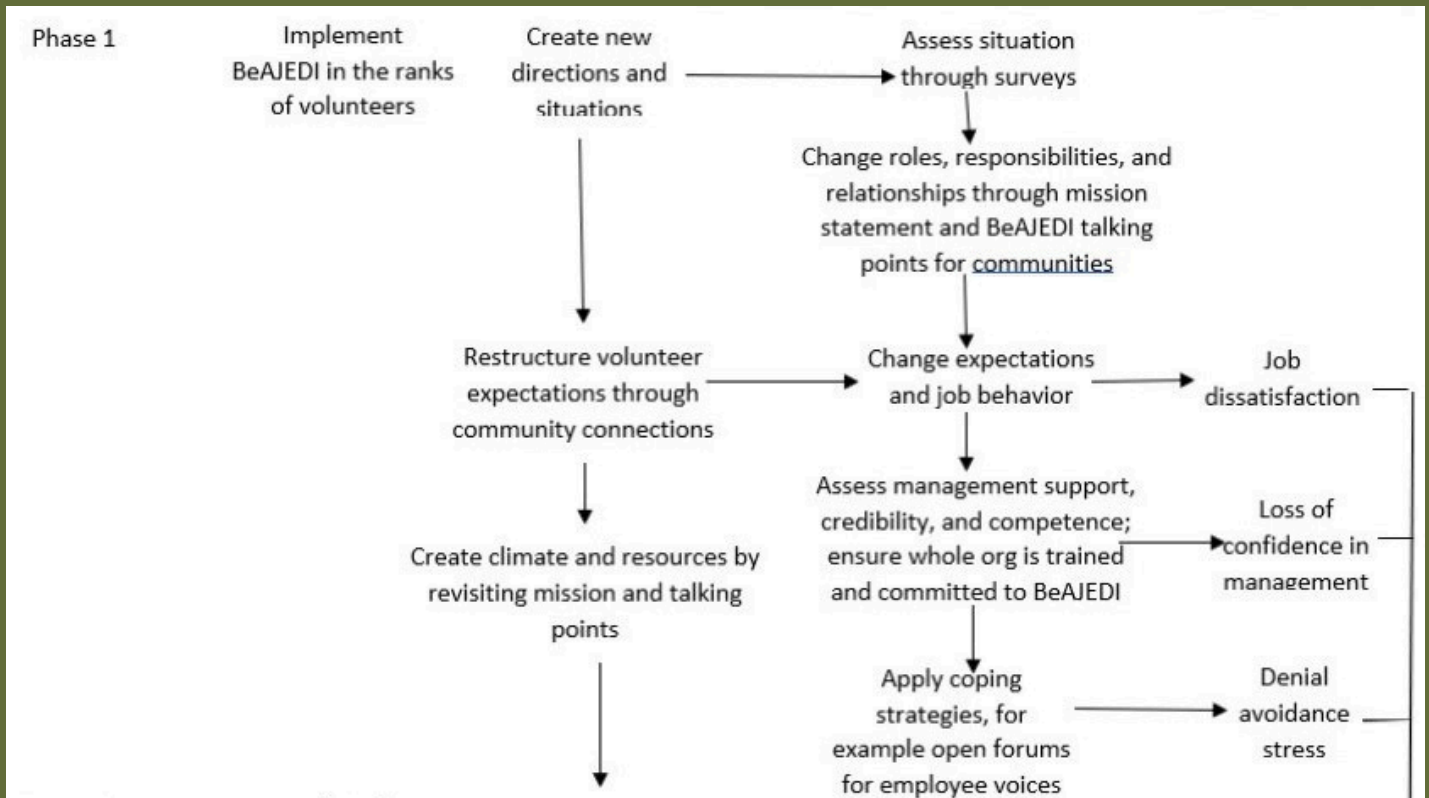 Phase 1
Implement
BeAJEDI in the ranks
of volunteers
Create new
directions and
situations
Assess situation
through surveys
Change roles, responsibilities, and
relationships through mission
statement and BeAJEDI talking
points for communities
Restructure volunteer
expectations through
community connections
Change expectations
and job behavior
Job
dissatisfaction
Assess management support,
credibility, and competence;
ensure whole org is trained
and committed to BeAJEDI
Loss of
confidence in
management
Create climate and resources by
revisiting mission and talking
points
Apply coping
strategies, for
example open forums
for employee voices
Denial
avoidance
stress